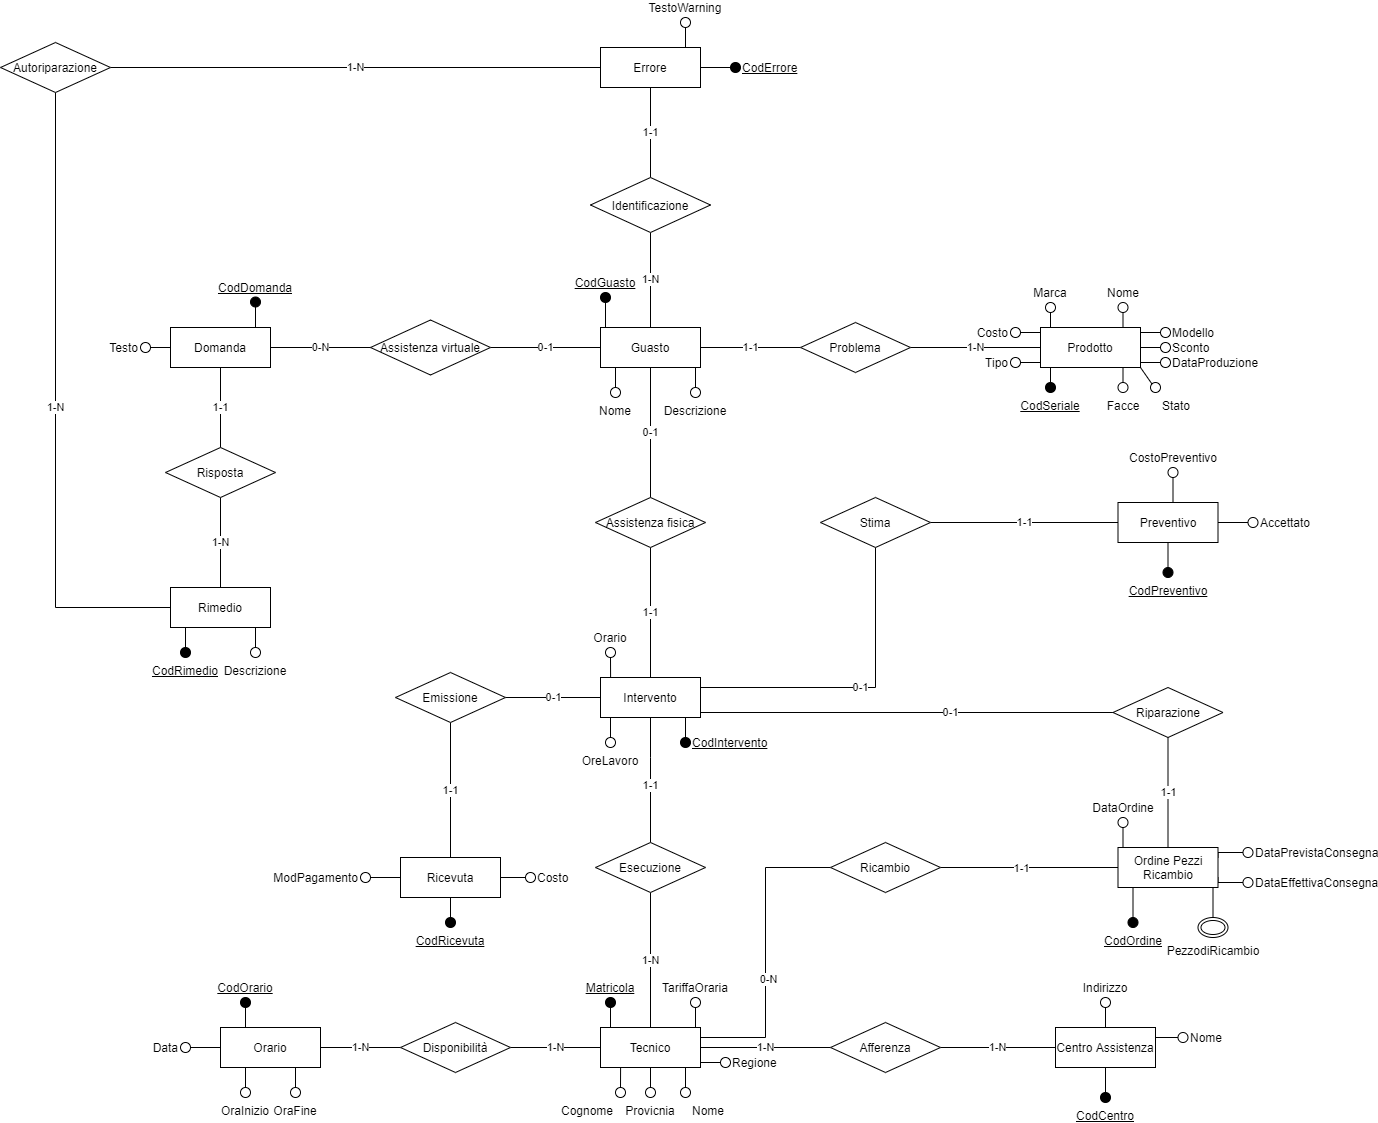 TestoWarning
Autoriparazione
1-N
Errore
CodErrore
1-1
Identificazione
1-N
CodDomanda
CodGuasto
Marca
Nome
Testo
Domanda
0-N
Assistenza virtuale
0-1
Guasto
1-1
Problema
1-N
Costo
Tipo
Prodotto
Modello
Sconto
DataProduzione
CodSeriale
Facce
Stato
Nome
Descrizione
1-N
1-1
0-1
Risposta
1-N
Assistenza fisica
Stima
1-1
CostoPreventivo
Preventivo
Accettato
CodPreventivo
Rimedio
CodRimedio
Descrizione
1-1
Orario
Emissione
0-1
Intervento
0-1
0-1
Riparazione
OreLavoro
CodIntervento
1-1
1-1
1-1
DataOrdine
ModPagamento
Ricevuta
Costo
CodRicevuta
Esecuzione
Ricambio
1-1
Ordine Pezzi
Ricambio
DataPrevistaConsegna
DataEffettivaConsegna
CodOrdine
PezzodiRicambio
1-N
0-N
CodOrario
Matricola
TariffaOraria
Indirizzo
Data
Orario
1-N
Disponibilità
1-N
Tecnico
1-N
Afferenza
1-N
Centro Assistenza
Nome
Regione
OraInizio
OraFine
Cognome
Provicnia
Nome
CodCentro